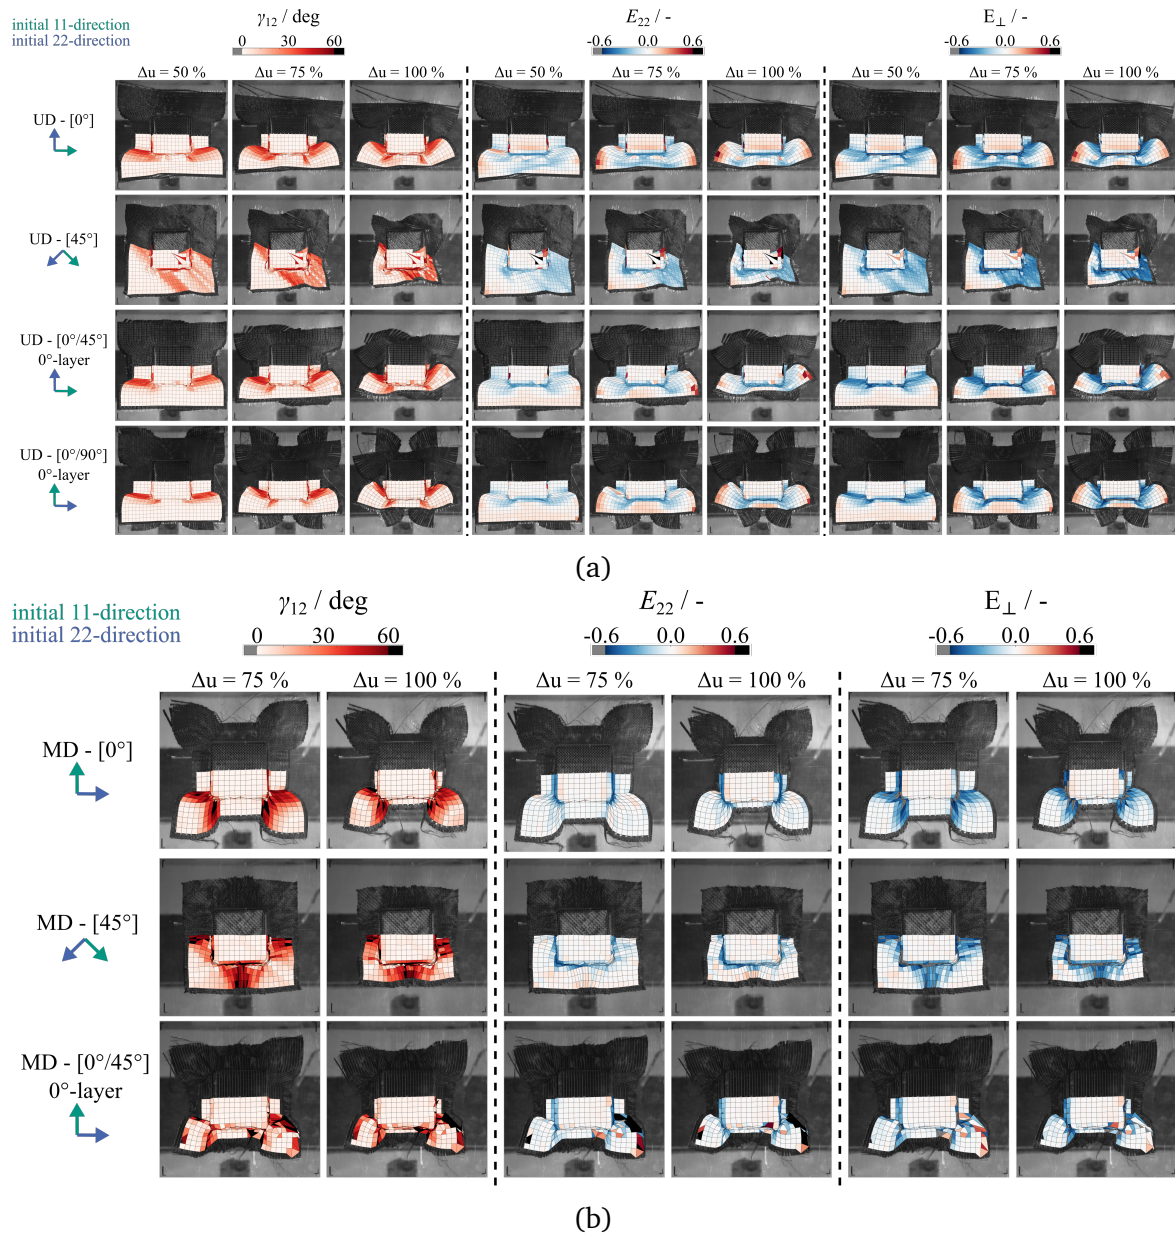 γ12 / deg
E22 / -
E⊥ / -
initial 11-direction
initial 22-direction
0 30 60
-0.6 0.0 0.6
-0.6 0.0 0.6
Δu = 50 % Δu = 75 % Δu = 100 % Δu = 50 % Δu = 75 % Δu = 100 % Δu = 50 % Δu = 75 % Δu = 100 %
UD - [0°]
UD - [45°]
UD - [0°/45°]
0°-layer
UD - [0°/90°]
0°-layer
(a)
γ12 / deg
E22 / -
E⊥ / -
initial 11-direction
initial 22-direction
0 30 60
-0.6 0.0 0.6
-0.6 0.0 0.6
Δu = 75 % Δu = 100 % Δu = 75 % Δu = 100 % Δu = 75 % Δu = 100 %
MD - [0°]
MD - [45°]
MD - [0°/45°]
0°-layer
(b)